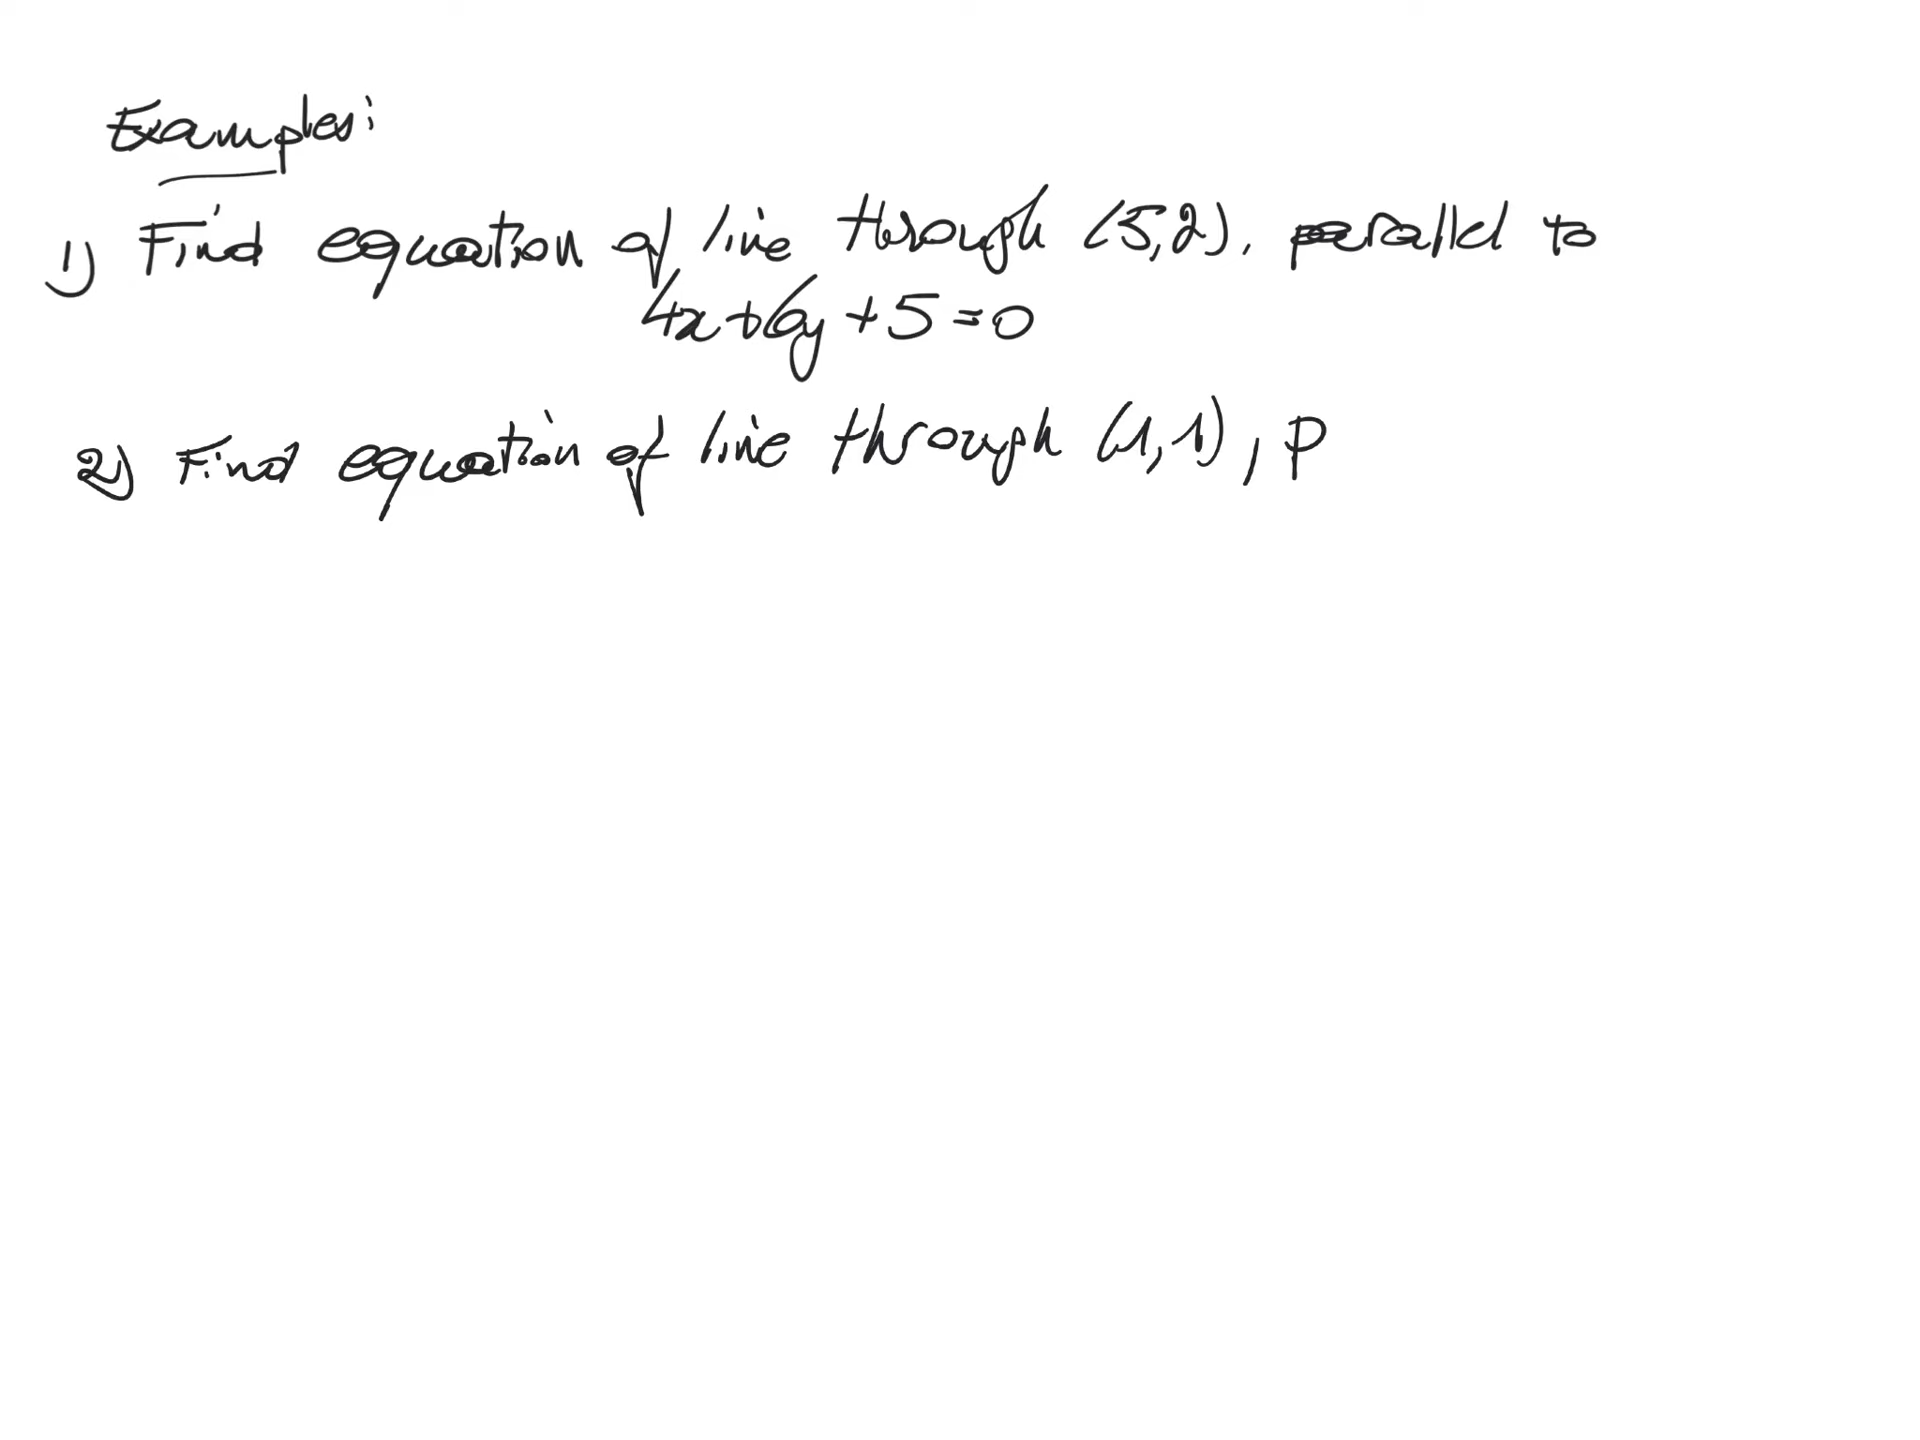 Examples:
1) Find equation of line through (5,2), parallel to
4x+6y+5=0
2) Find equation of line through (1,1), p